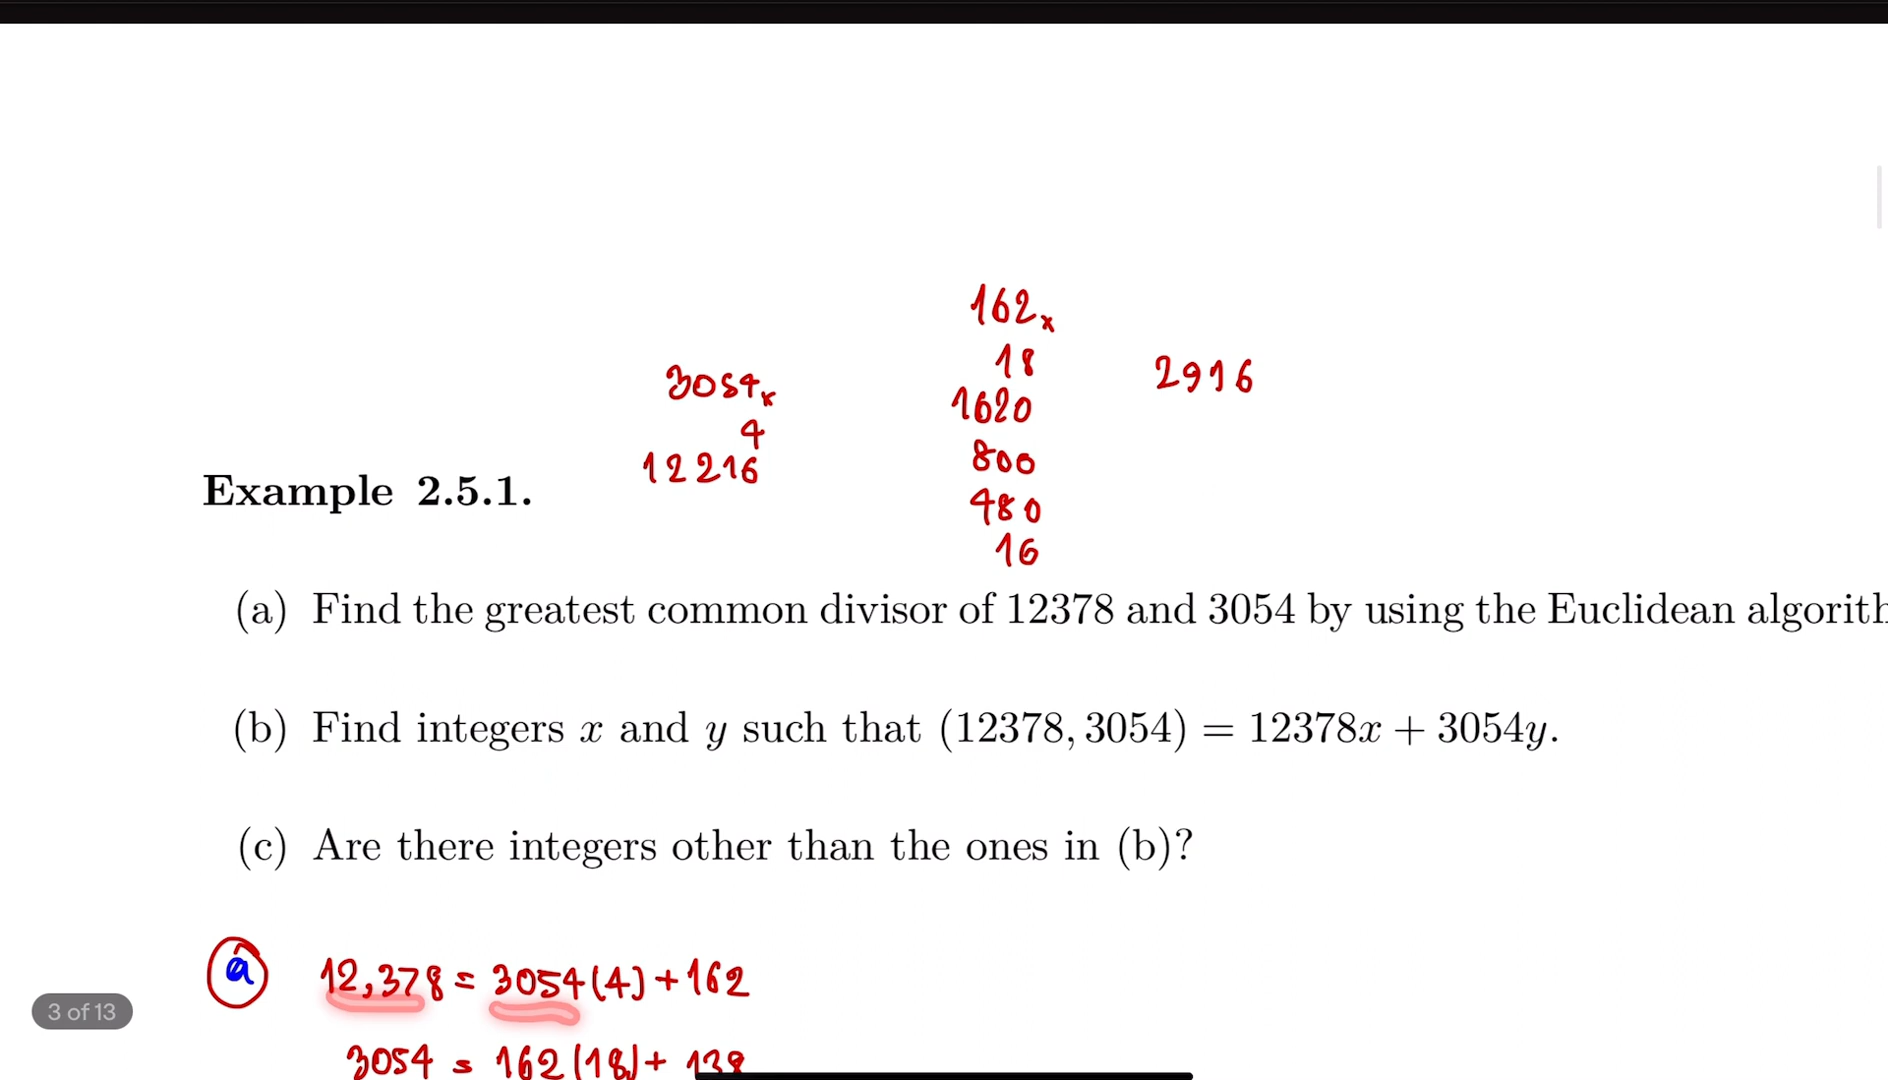 162x
18
2916
3054x
1620
4
800
12216
Example 2.5.1.
480
16
(a) Find the greatest common divisor of 12378 and 3054 by using the Euclidean
(b) Find integers x and y such that (12378, 3054) = 12378x + 3054y.
(c) Are there integers other than the ones in (b)?
a 12,378 = 3054(4) + 162
3 of 13
3054 = 162(18) + 138